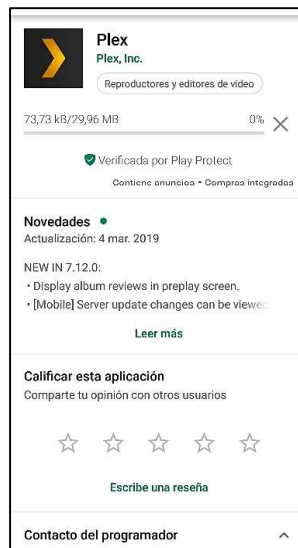 Plex
Plex, Inc.
Reproductores y editores de video
73,73 kB/29,96 MB 0%
Verificada por Play Protect
Contiene anuncios • Compras integradas
Novedades
Actualización: 4 mar. 2019
NEW IN 7.12.0:
• Display album reviews in preplay screen.
• [Mobile] Server update changes can be viewed
Leer más
Calificar esta aplicación
Comparte tu opinión con otros usuarios
Escribe una reseña
Contacto del programador